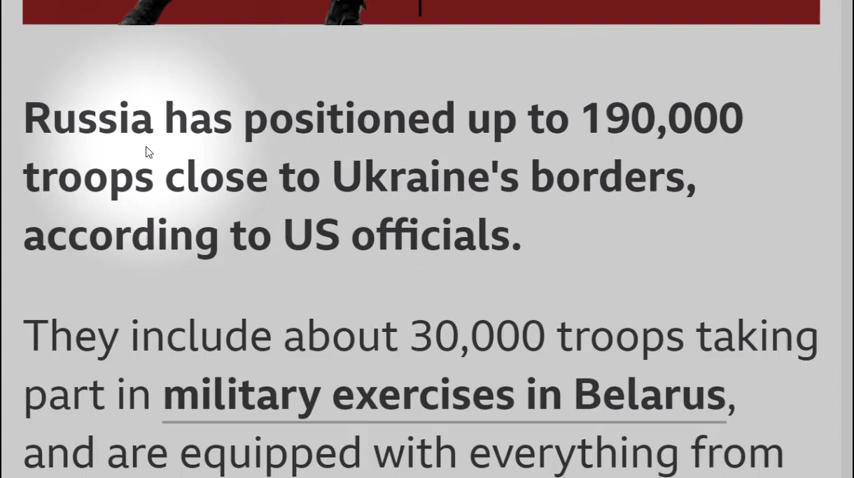 Russia has positioned up to 190,000
troops close to Ukraine's borders,
according to US officials.
They include about 30,000 troops taking
part in military exercises in Belarus,
and are equipped with everything from